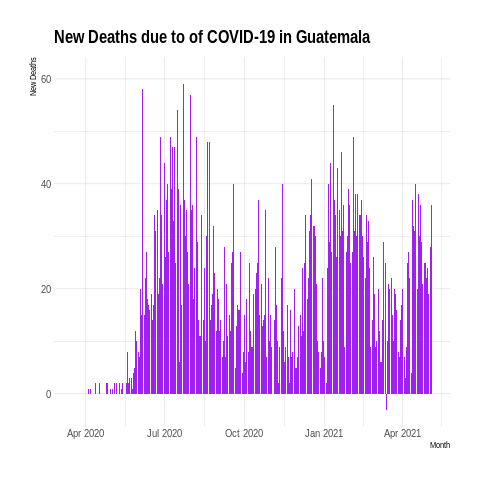 New Deaths due to of COVID-19 in Guatemala
New Deaths
60
40
20
0
Apr 2020 Jul 2020 Oct 2020 Jan 2021 Apr 2021
Month